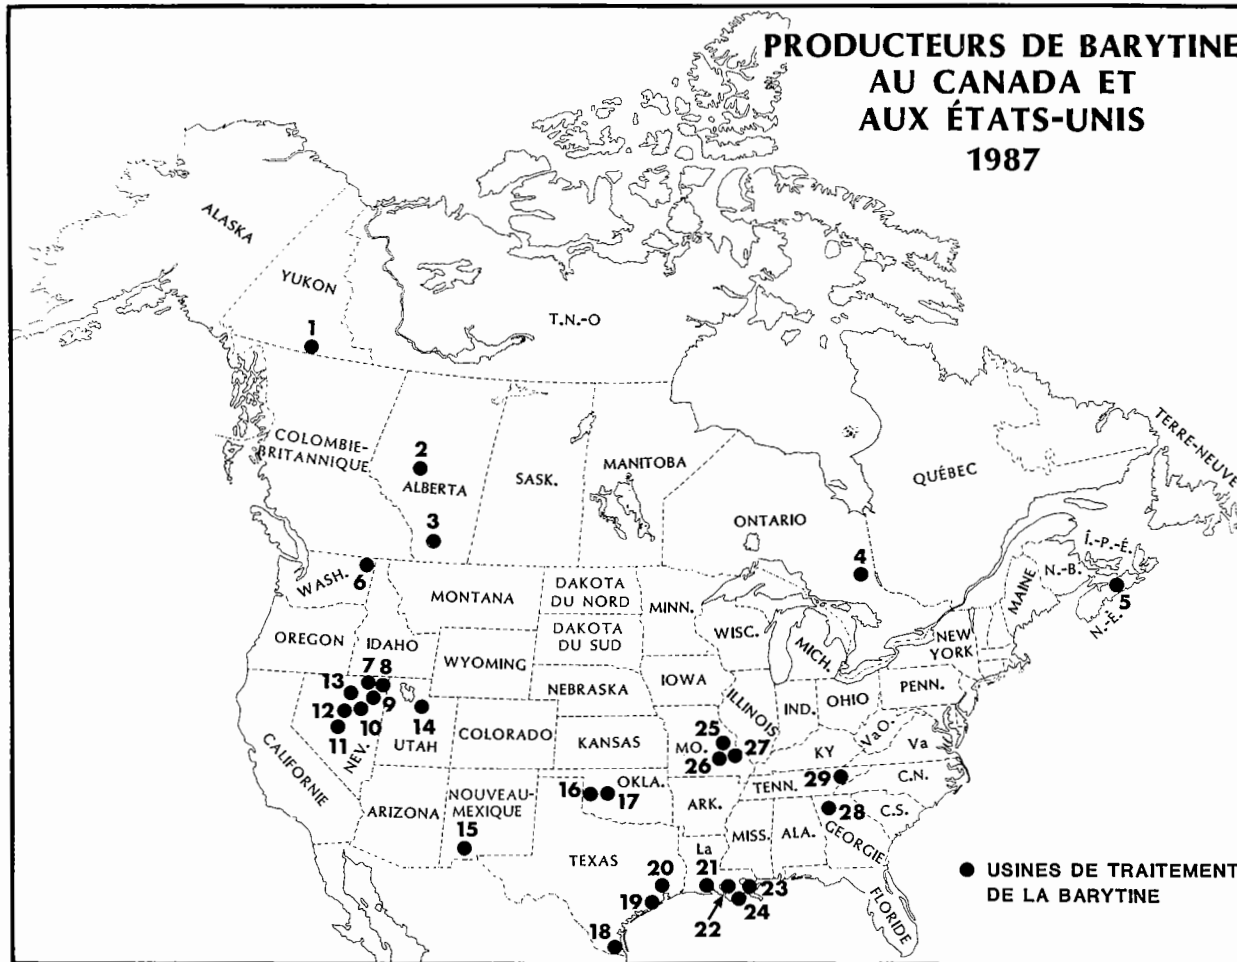 PRODUCTEURS DE BARYTINE
AU CANADA ET
AUX ÉTATS-UNIS
1987
ALASKA
YUKON
1
T.N.-O
COLOMBIE-
BRITANNIQUE
2
ALBERTA
3
SASK.
MANITOBA
ONTARIO
4
QUÉBEC
TERRE-NEUVE
Î.-P.-É.
N.-B.
5
N.-É.
MAINE
WASH.
6
MONTANA
DAKOTA
DU NORD
MINN.
OREGON
IDAHO
WYOMING
DAKOTA
DU SUD
WISC.
MICH.
NEW
YORK
7 8
13
9
12
10
11
14
NEV.
UTAH
CALIFORNIE
NEBRASKA
IOWA
ILLINOIS
IND.
OHIO
PENN.
COLORADO
KANSAS
25
MO.
26
27
KY
VaO.
Va
ARIZONA
NOUVEAU-
MEXIQUE
15
16
OKLA.
17
ARK.
TENN.
29
C.N.
28
C.S.
TEXAS
La
MISS.
ALA.
GEORGIE
20
19
18
21
22
23
24
FLORIDE
USINES DE TRAITEMENT
DE LA BARYTINE